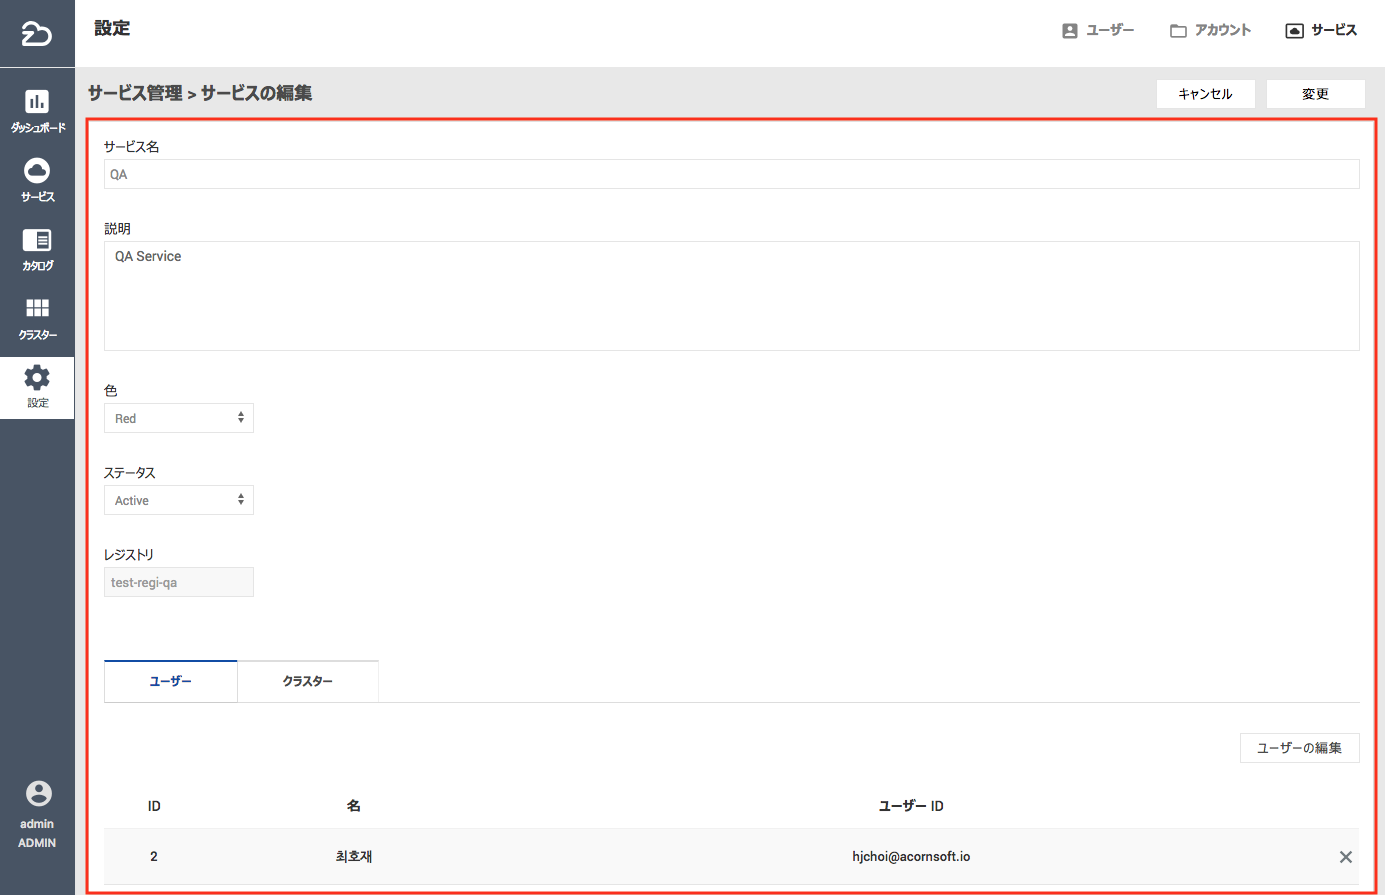 設定
ユーザー
アカウント
サービス
ダッシュボード
サービス
カタログ
クラスター
設定
admin
ADMIN
サービス管理 > サービスの編集
キャンセル
変更
サービス名
QA
説明
QA Service
色
Red
ステータス
Active
レジストリ
test-regi-qa
ユーザー
クラスター
ユーザーの編集
ID 名 ユーザー ID
2 최호재 hjchoi@acornsoft.io